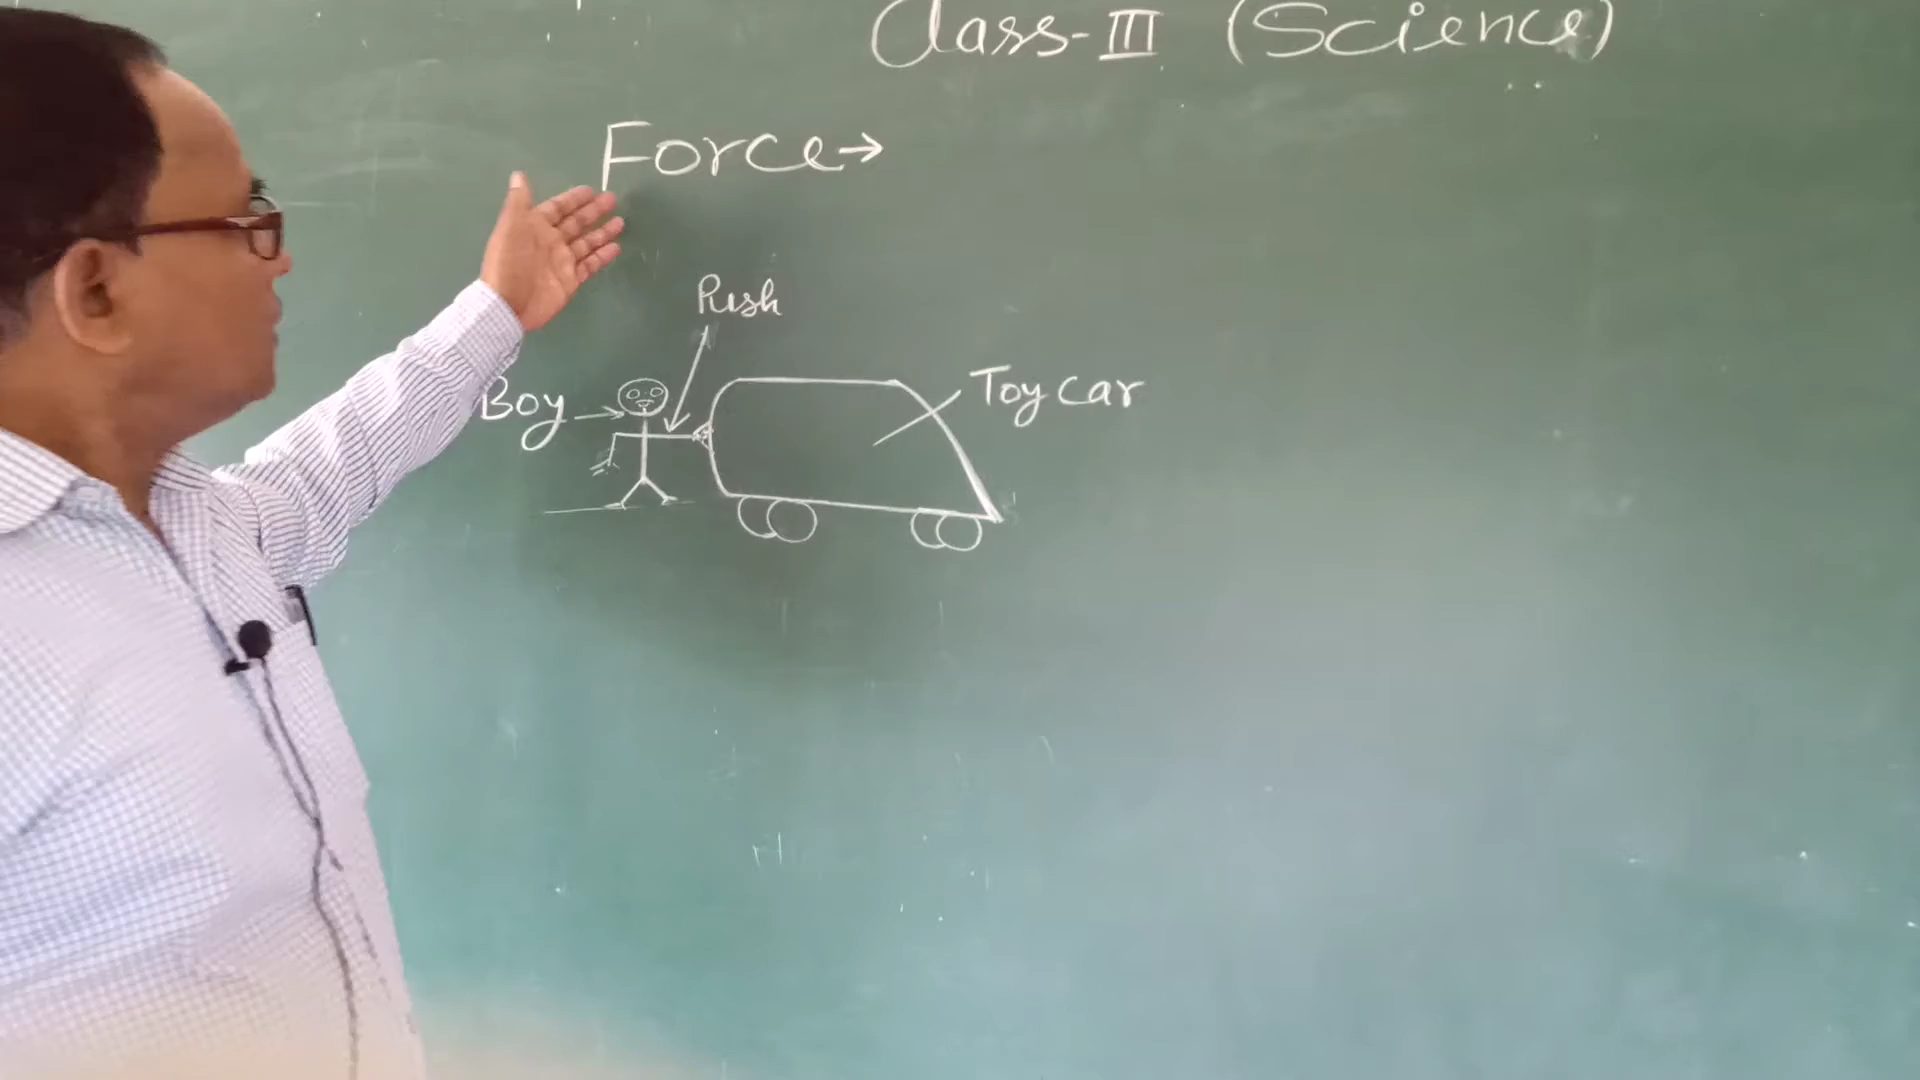 Class-III (Science)
Force→
Push
Boy→
Toy car